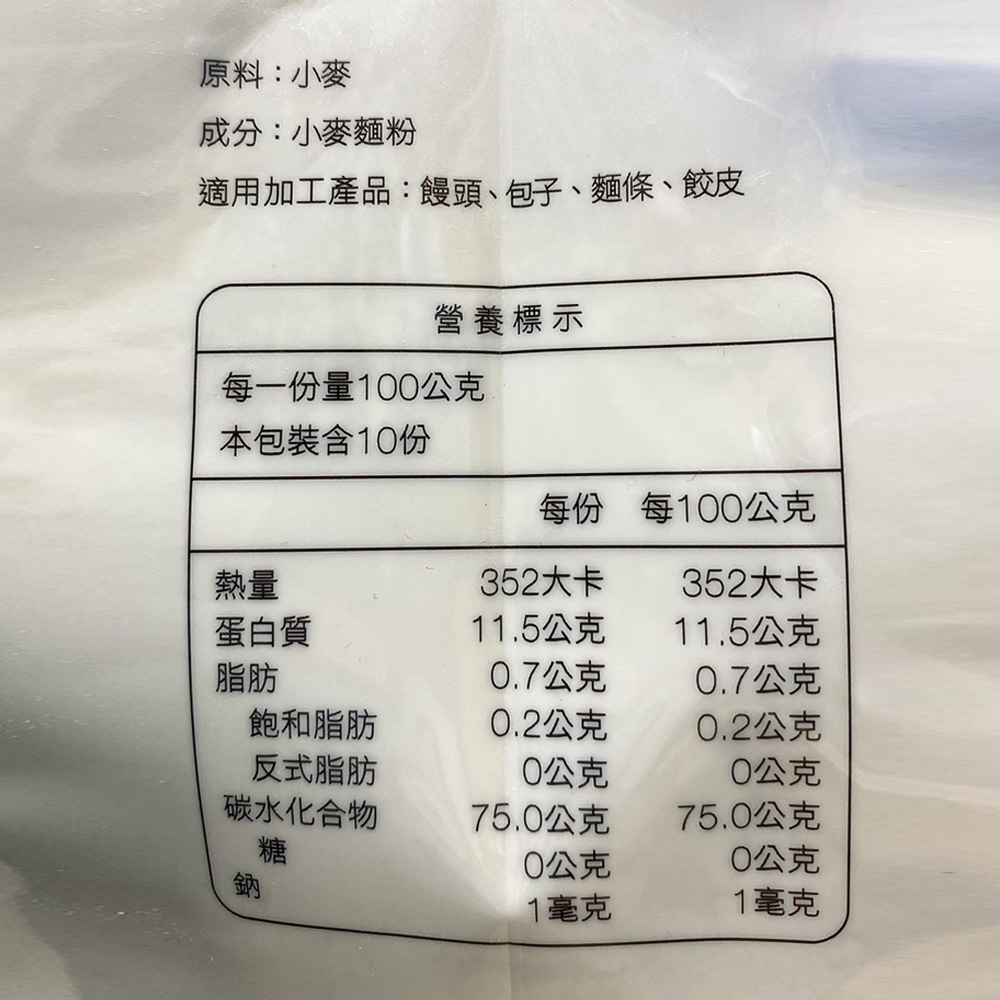 原料：小麥
成分：小麥麵粉
適用加工產品：饅頭、包子、麵條、餃皮
營養標示
每一份量100公克
本包裝含10份
每份 每100公克
熱量 352大卡 352大卡
蛋白質 11.5公克 11.5公克
脂肪 0.7公克 0.7公克
飽和脂肪 0.2公克 0.2公克
反式脂肪 0公克 0公克
碳水化合物 75.0公克 75.0公克
糖 0公克 0公克
鈉 1毫克 1毫克